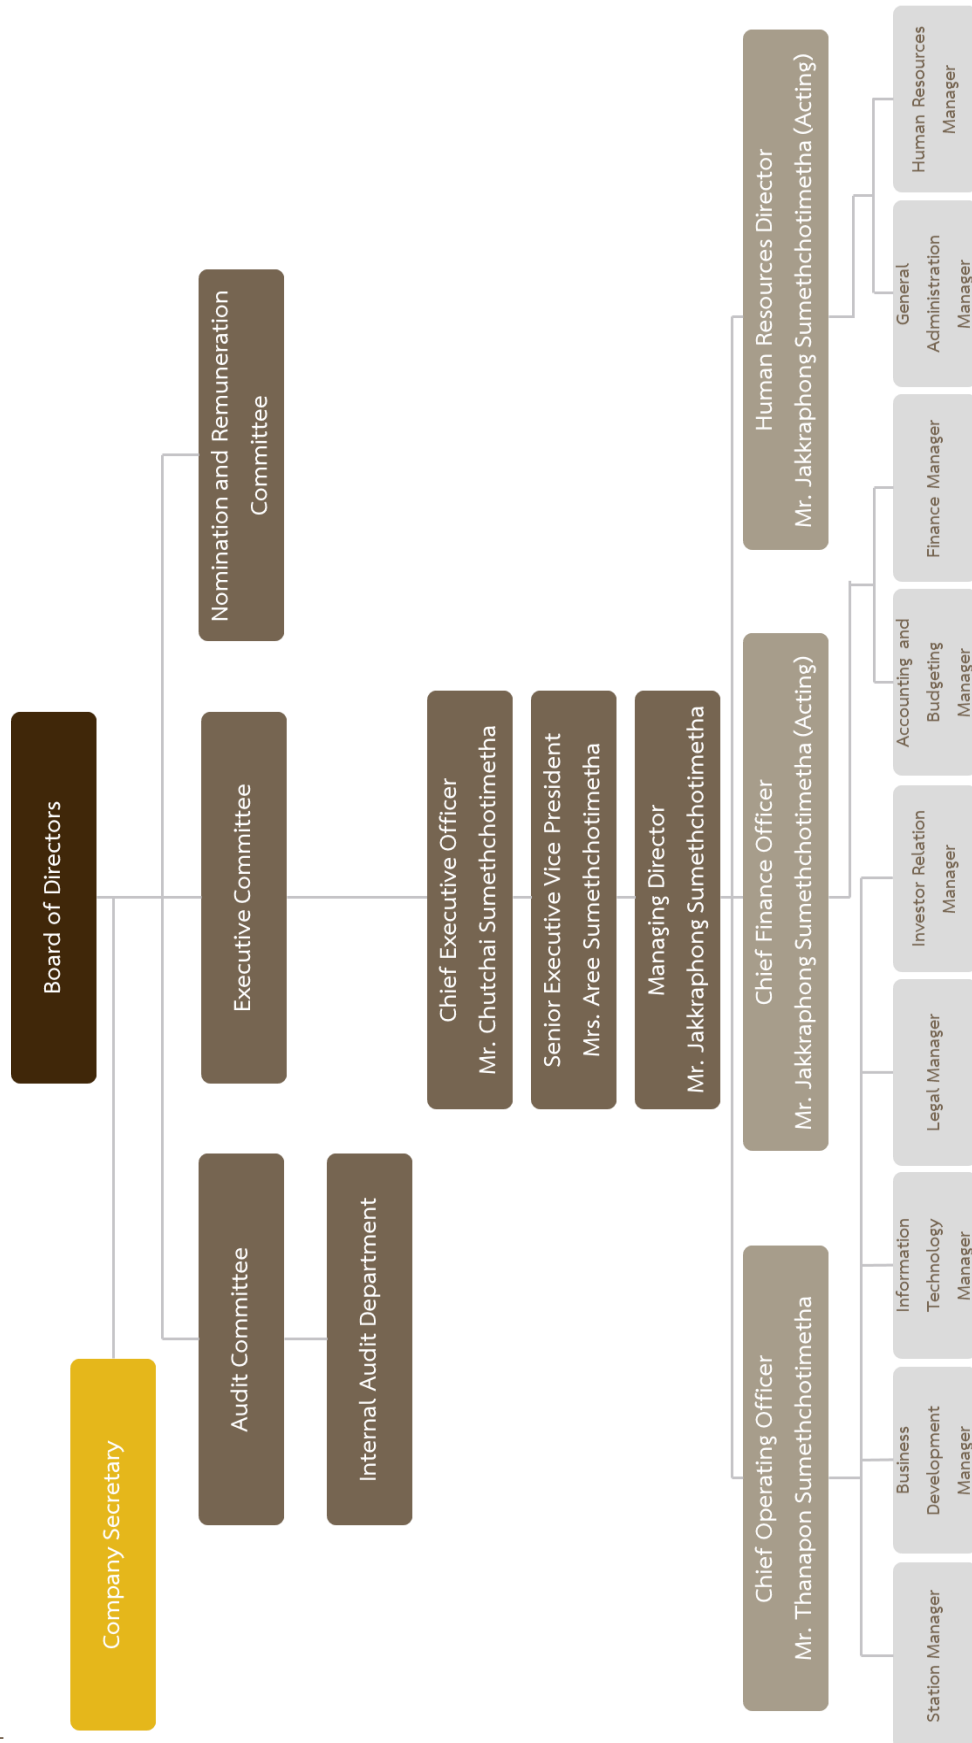 Board of Directors
Company Secretary
Audit Committee
Executive Committee
Nomination and Remuneration
Committee
Internal Audit Department
Chief Executive Officer
Mr. Chutchai Sumethchotimetha
Senior Executive Vice President
Mrs. Aree Sumethchotimetha
Managing Director
Mr. Jakkraphong Sumethchotimetha
Chief Operating Officer
Mr. Thanapon Sumethchotimetha
Chief Finance Officer
Mr. Jakkraphong Sumethchotimetha (Acting)
Human Resources Director
Mr. Jakkraphong Sumethchotimetha (Acting)
Station Manager
Business
Development
Manager
Information
Technology
Manager
Legal Manager
Investor Relation
Manager
Accounting and
Budgeting
Manager
Finance Manager
General
Administration
Manager
Human Resources
Manager